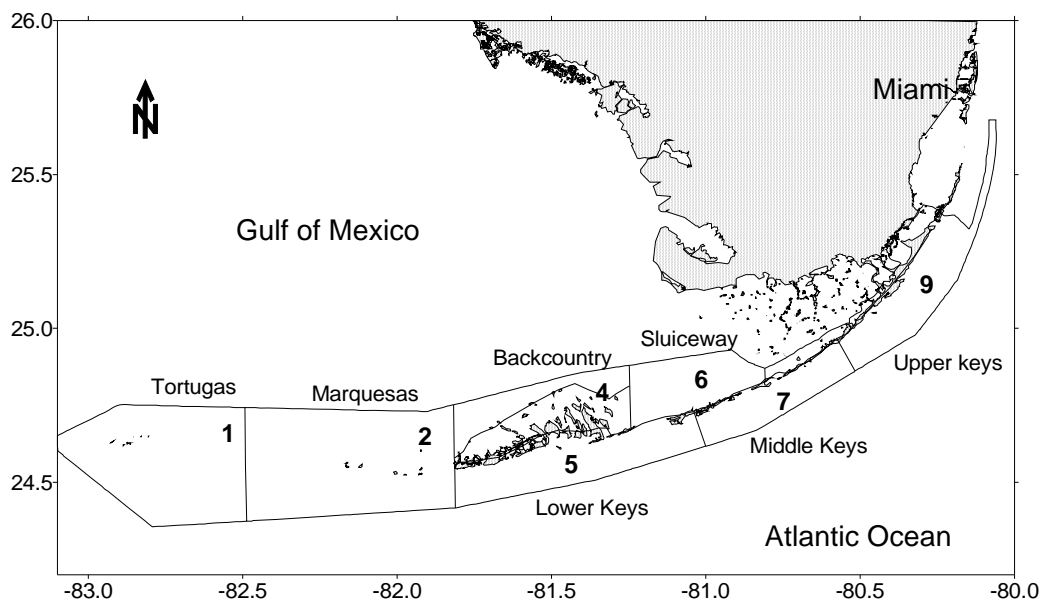 26.0
Miami
N
25.5
Gulf of Mexico
9
25.0
Sluiceway
Backcountry
Upper keys
6
Tortugas
4
Marquesas
7
1
2
Middle Keys
5
24.5
Lower Keys
Atlantic Ocean
-83.0 -82.5 -82.0 -81.5 -81.0 -80.5 -80.0